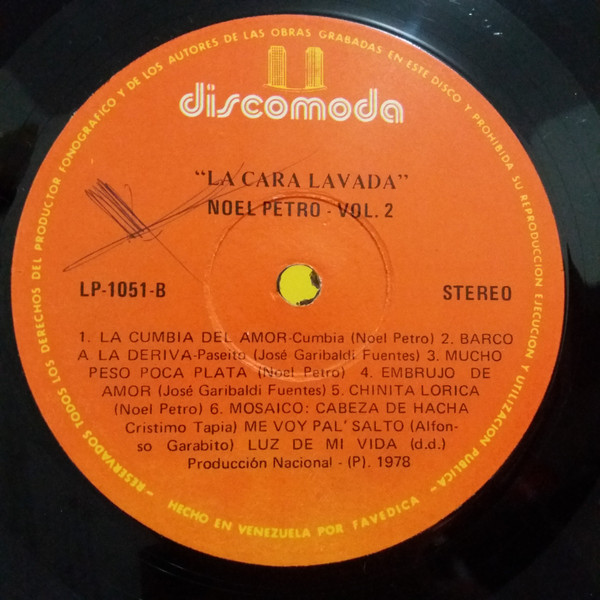 RESERVADOS TODOS LOS DERECHOS DEL PRODUCTOR FONOGRAFICO Y DE LOS AUTORES DE LAS OBRAS GRABADAS EN ESTE DISCO Y PROHIBIDA SU REPRODUCCION EJECUCION Y UTILIZACION PUBLICA
discomoda
"LA CARA LAVADA"
NOEL PETRO - VOL. 2
LP-1051-B
STEREO
1. LA CUMBIA DEL AMOR-Cumbia (Noel Petro) 2. BARCO
A LA DERIVA-Paseito (José Garibaldi Fuentes) 3. MUCHO
PESO POCA PLATA (Noel Petro) 4. EMBRUJO DE
AMOR (José Garibaldi Fuentes) 5. CHINITA LORICA
(Noel Petro) 6. MOSAICO: CABEZA DE HACHA
Cristimo Tapia) ME VOY PAL' SALTO (Alfon-
so Garabito) LUZ DE MI VIDA (d.d.)
Producción Nacional - (P). 1978
HECHO EN VENEZUELA POR FAVEDICA